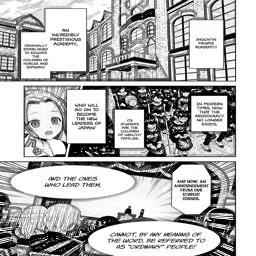 SHUCHI'IN
PRIVATE
ACADEMY.
AN
INCREDIBLY
PRESTIGIOUS
ACADEMY,
ORIGINALLY
ESTABLISHED
TO EDUCATE
THE
CHILDREN OF
NOBLES AND
SAMURAI.
IN MODERN
TIMES, NOW
THAT THE
ARISTOCRACY
NO LONGER
EXISTS,
ITS
STUDENTS
ARE THE
CHILDREN
OF WEALTHY
FAMILIES,
WHO WILL
GO ON TO
BECOME
THE NEW
LEADERS OF
JAPAN!
AND THE ONES
WHO LEAD THEM,
AND NOW, AN
ANNOUNCEMENT
FROM OUR
STUDENT
COUNCIL.
CANNOT, BY ANY MEANING OF
THE WORD, BE REFERRED TO
AS "ORDINARY" PEOPLE!